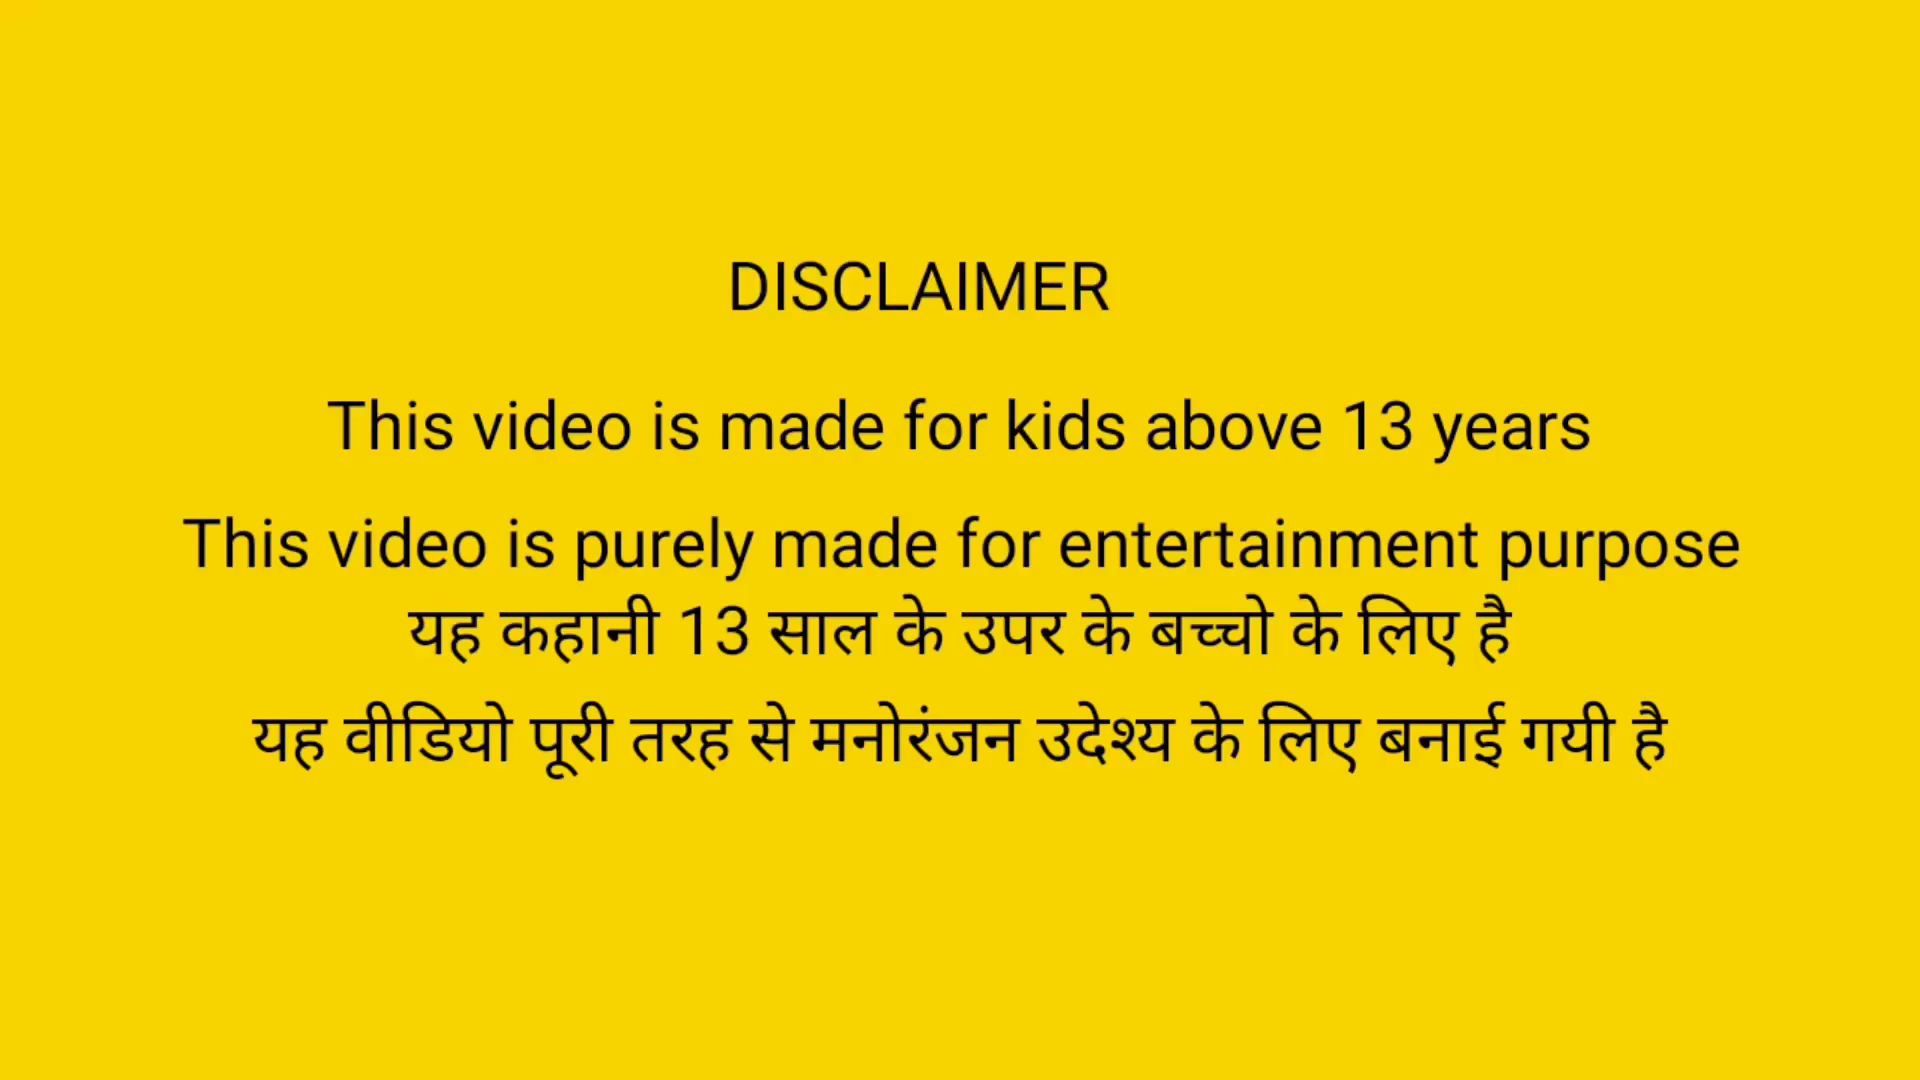 DISCLAIMER
This video is made for kids above 13 years
This video is purely made for entertainment purpose
यह कहानी 13 साल के उपर के बच्चो के लिए है
यह वीडियो पूरी तरह से मनोरंजन उदेश्य के लिए बनाई गयी है